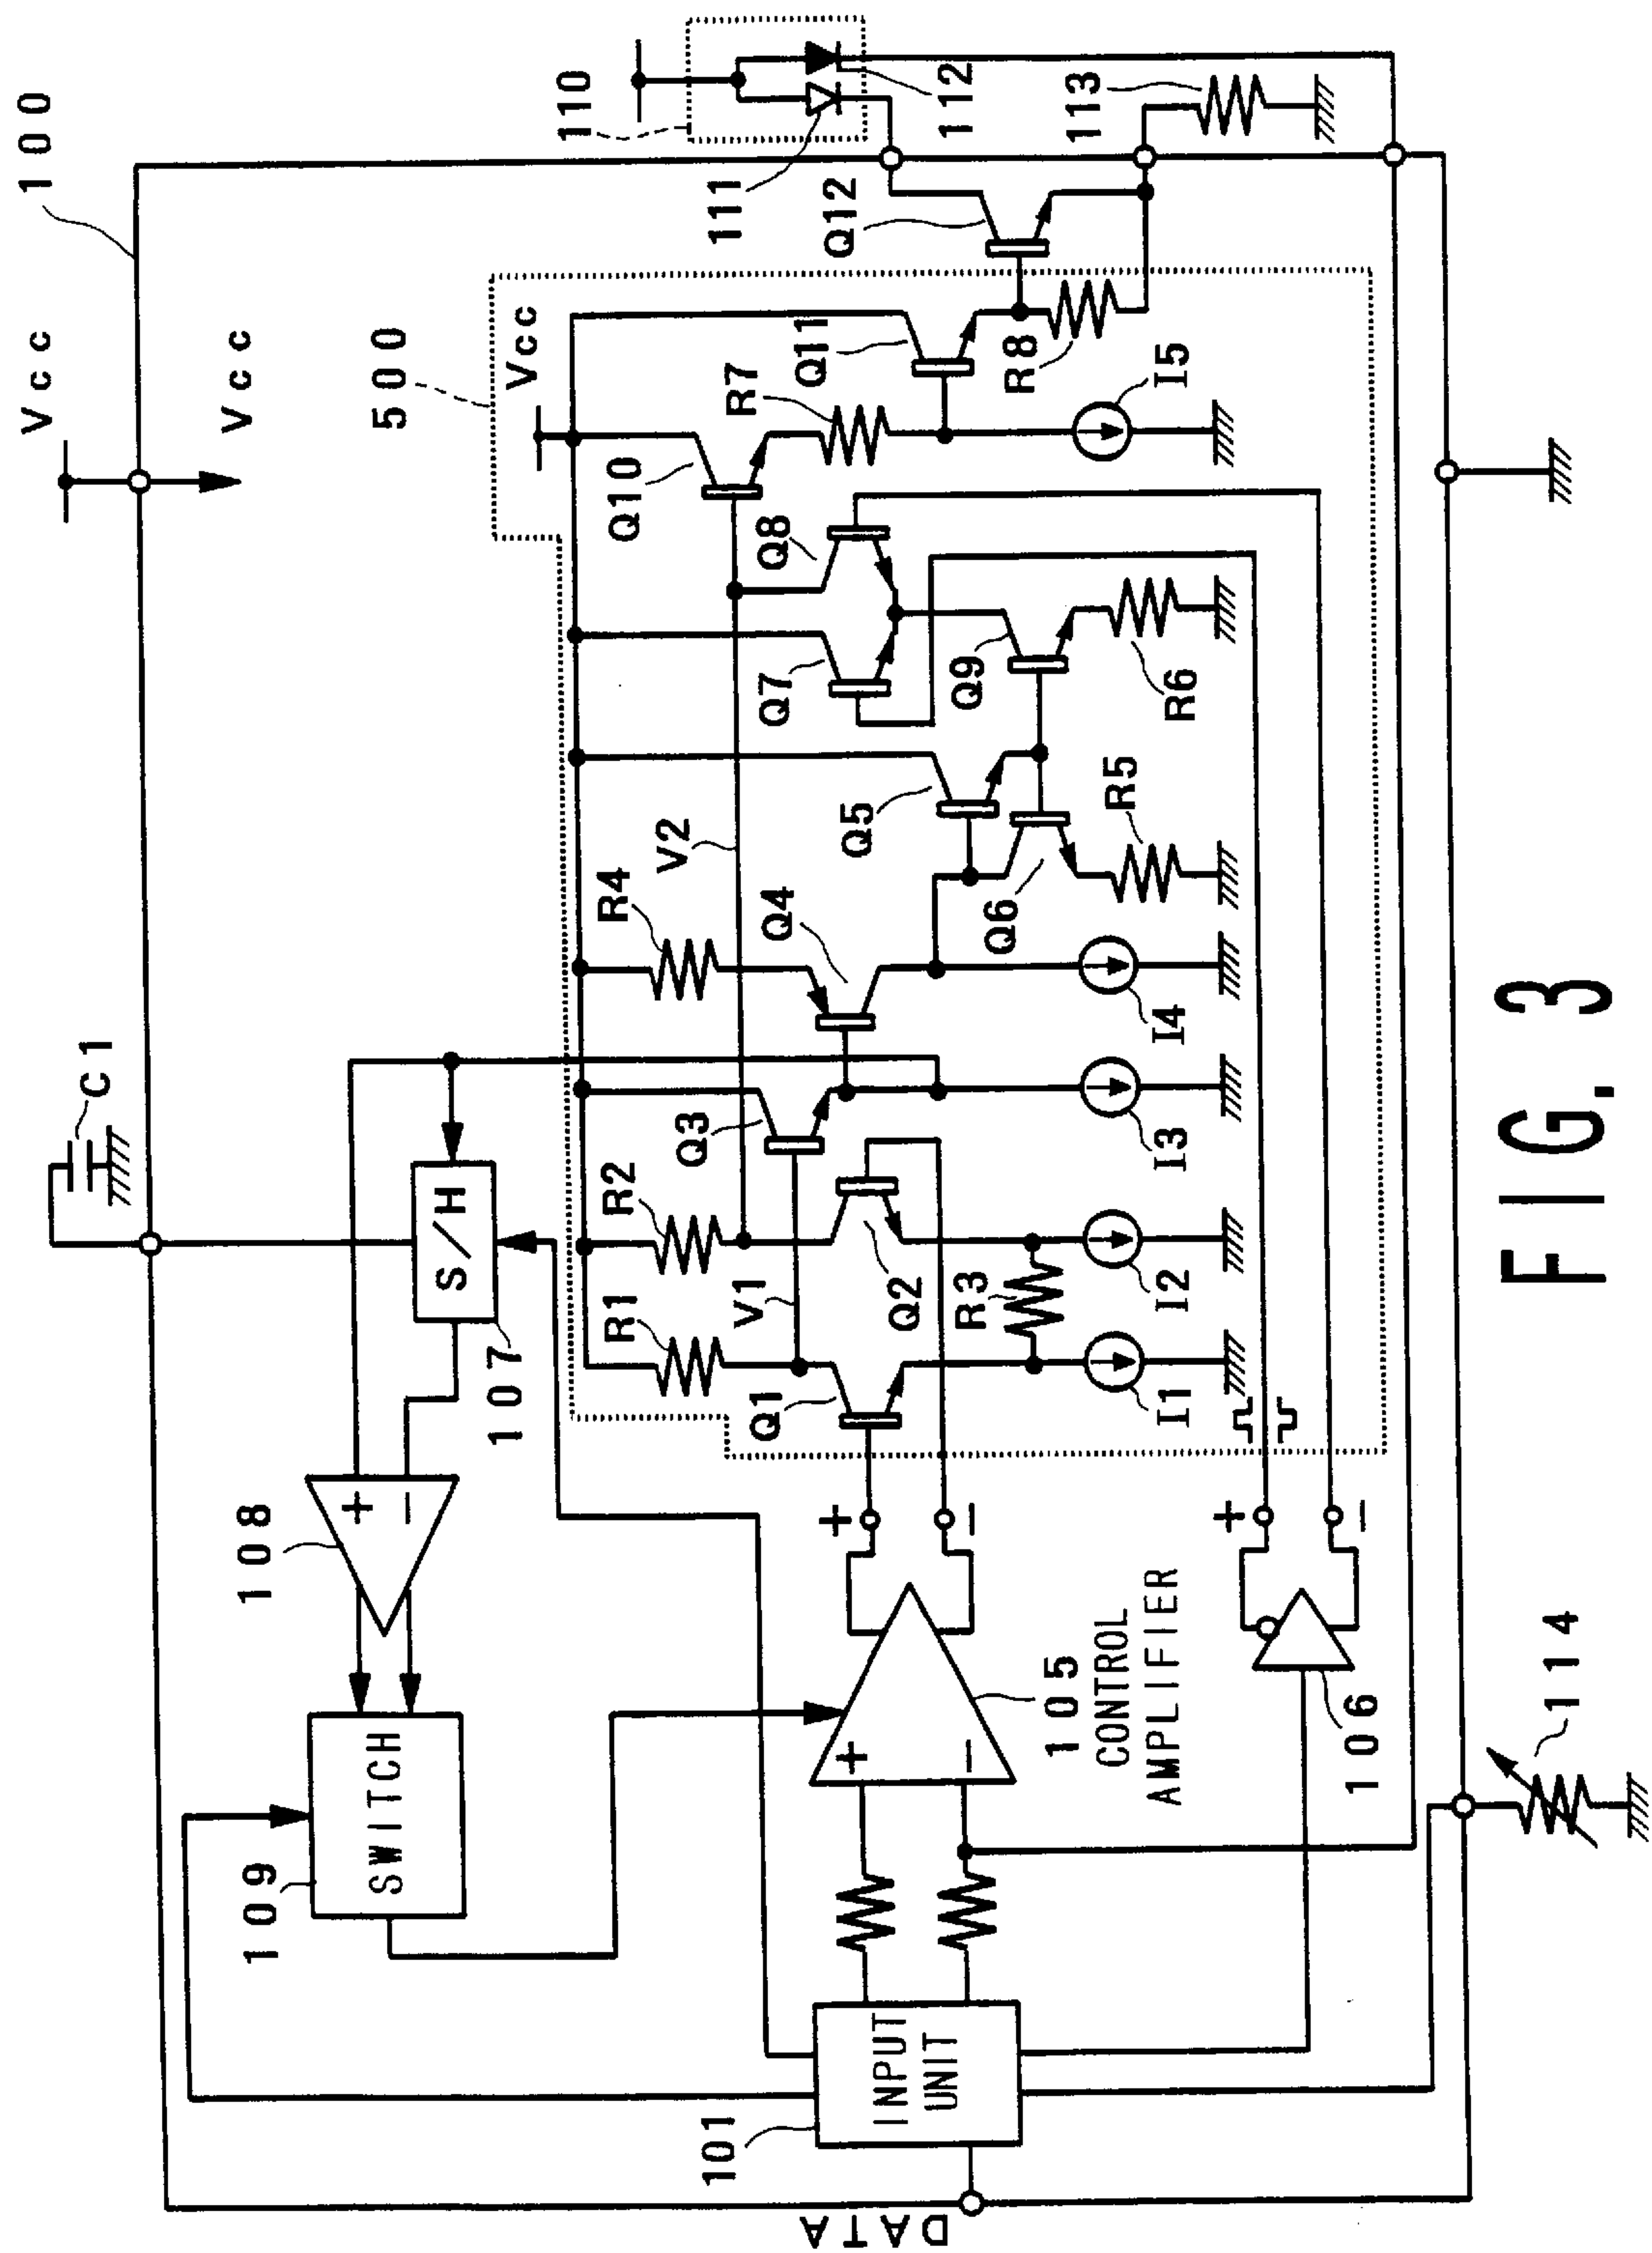 FIG. 3
100
Vcc
Vcc
C1
500
Vcc
110
111
112
113
114
109
SWITCH
108
+
−
107
S/H
R1
R2
R4
R7
R8
Q10
Q11
Q12
V1
V2
Q1
Q2
Q3
Q4
Q5
Q6
Q7
Q8
Q9
R3
R5
R6
I1
I2
I3
I4
I5
101
INPUT
UNIT
+
−
+
−
105
CONTROL
AMPLIFIER
106
+
−
DATA